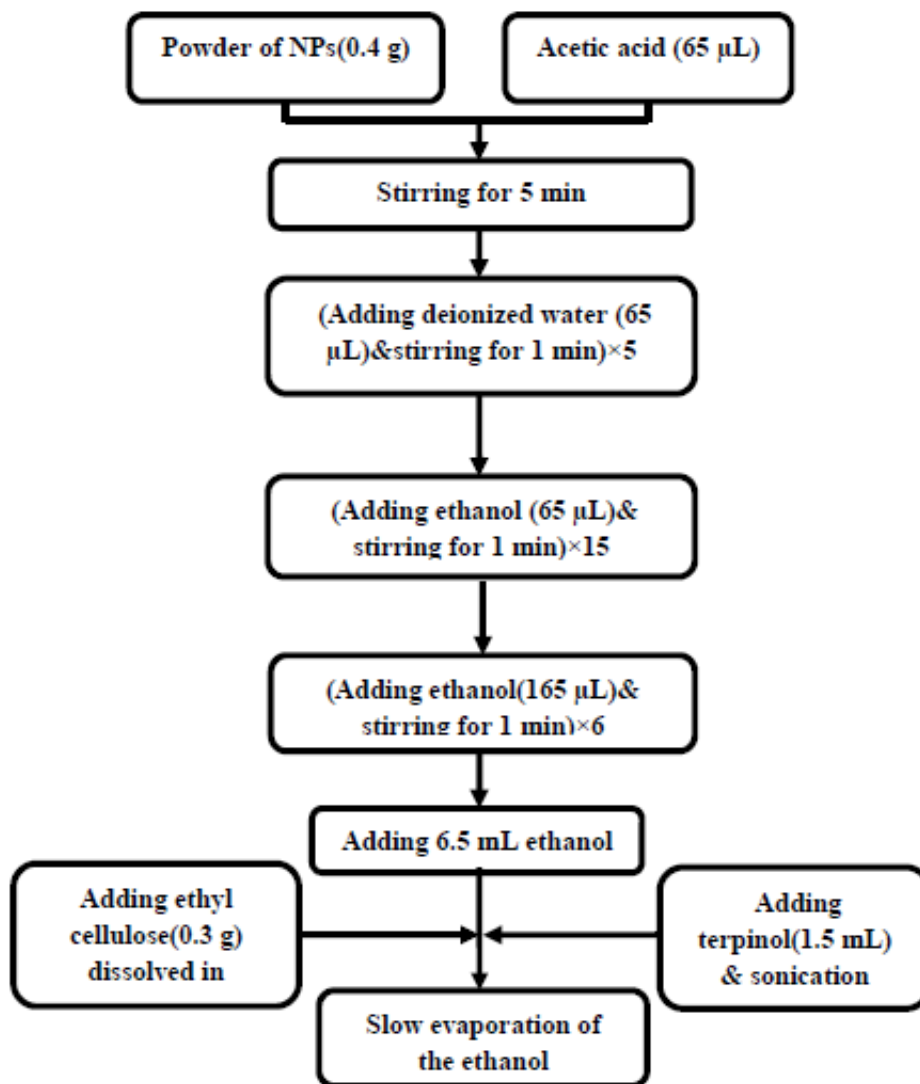 Powder of NPs(0.4 g)
Acetic acid (65 µL)
Stirring for 5 min
(Adding deionized water (65
µL)&stirring for 1 min)×5
(Adding ethanol (65 µL)&
stirring for 1 min)×15
(Adding ethanol(165 µL)&
stirring for 1 min)×6
Adding 6.5 mL ethanol
Adding ethyl
cellulose(0.3 g)
dissolved in
Adding
terpinol(1.5 mL)
& sonication
Slow evaporation of
the ethanol